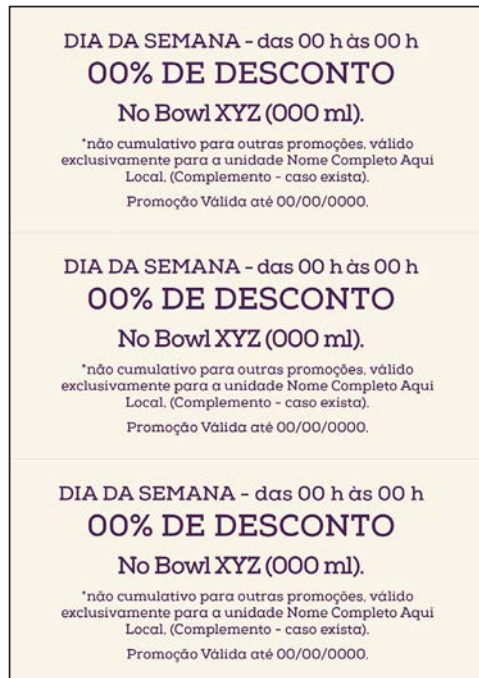 DIA DA SEMANA - das 00 h às 00 h
00% DE DESCONTO
No Bowl XYZ (000 ml).
*não cumulativo para outras promoções, válido
exclusivamente para a unidade Nome Completo Aqui
Local, (Complemento - caso exista).
Promoção Válida até 00/00/0000.
DIA DA SEMANA - das 00 h às 00 h
00% DE DESCONTO
No Bowl XYZ (000 ml).
*não cumulativo para outras promoções, válido
exclusivamente para a unidade Nome Completo Aqui
Local, (Complemento - caso exista).
Promoção Válida até 00/00/0000.
DIA DA SEMANA - das 00 h às 00 h
00% DE DESCONTO
No Bowl XYZ (000 ml).
*não cumulativo para outras promoções, válido
exclusivamente para a unidade Nome Completo Aqui
Local, (Complemento - caso exista).
Promoção Válida até 00/00/0000.